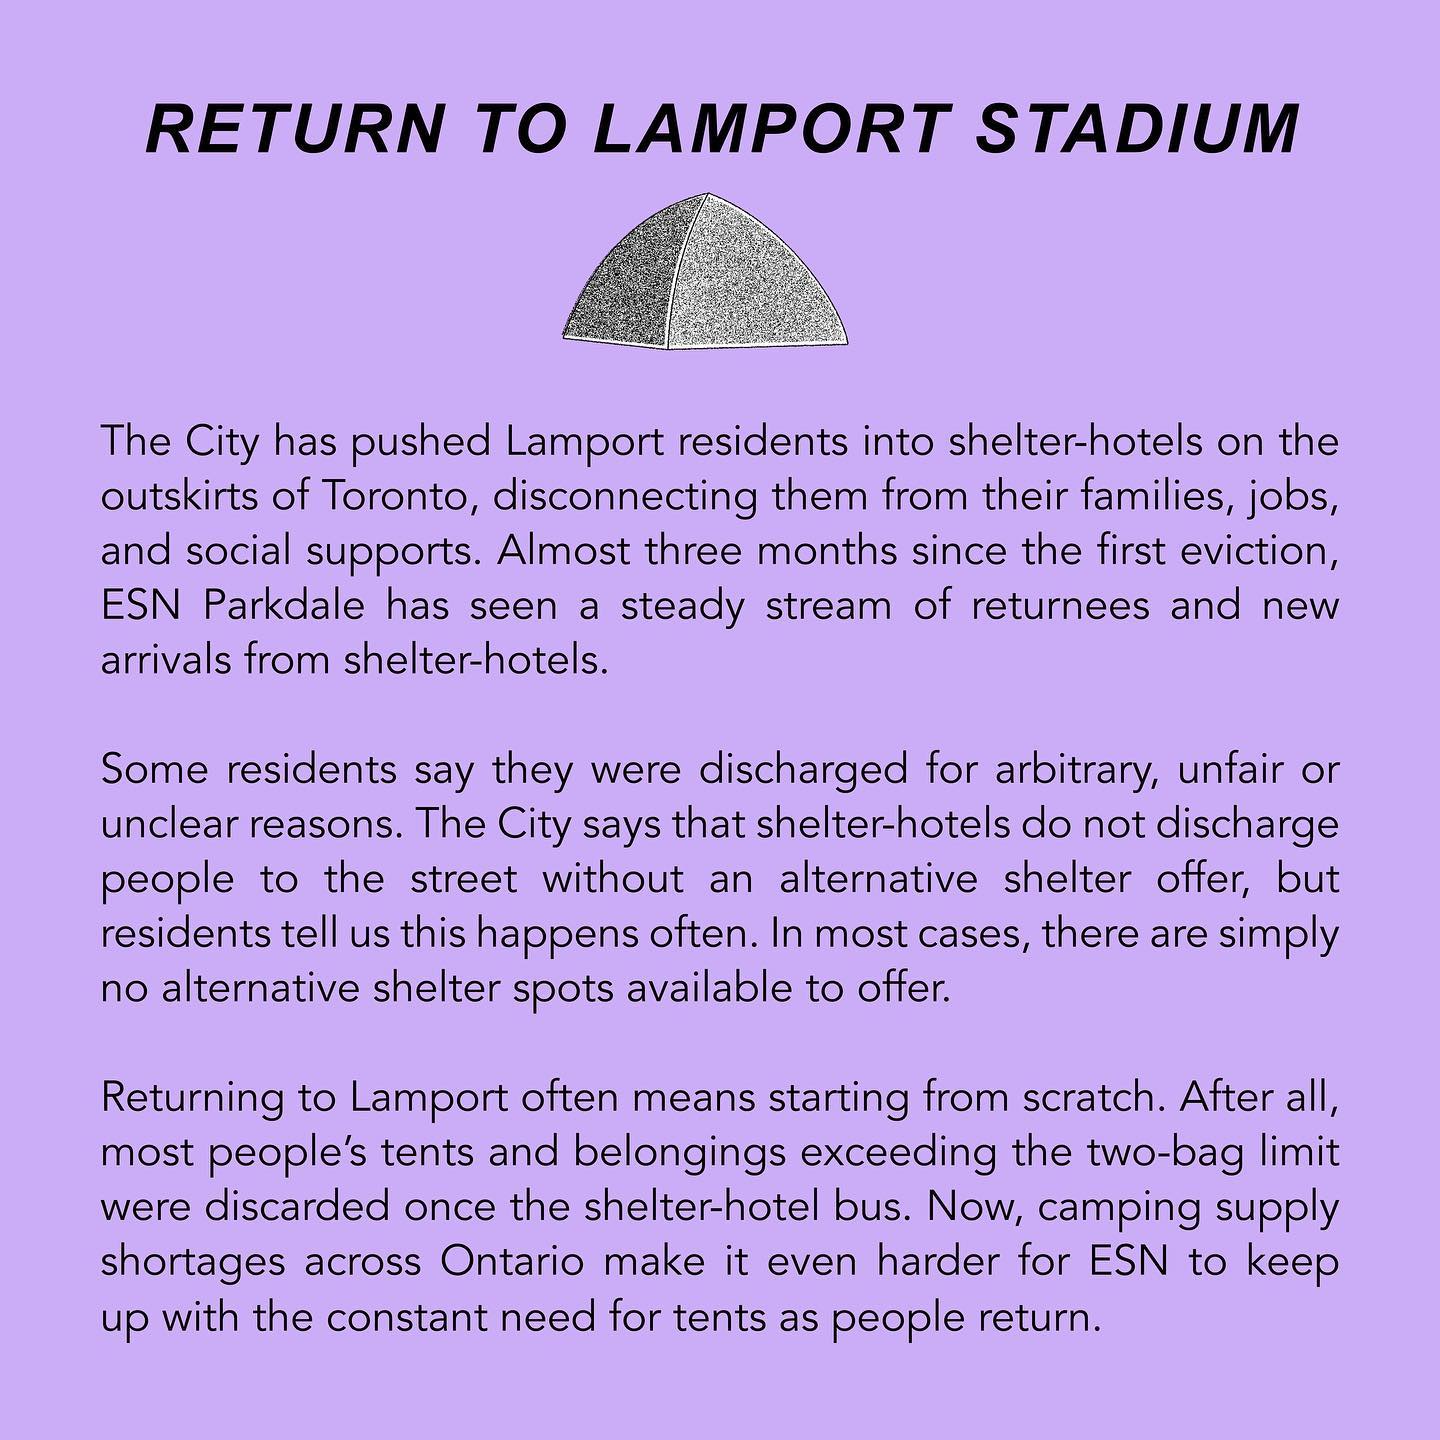 RETURN TO LAMPORT STADIUM
The City has pushed Lamport residents into shelter-hotels on the
outskirts of Toronto, disconnecting them from their families, jobs,
and social supports. Almost three months since the first eviction,
ESN Parkdale has seen a steady stream of returnees and new
arrivals from shelter-hotels.
Some residents say they were discharged for arbitrary, unfair or
unclear reasons. The City says that shelter-hotels do not discharge
people to the street without an alternative shelter offer, but
residents tell us this happens often. In most cases, there are simply
no alternative shelter spots available to offer.
Returning to Lamport often means starting from scratch. After all,
most people’s tents and belongings exceeding the two-bag limit
were discarded once the shelter-hotel bus. Now, camping supply
shortages across Ontario make it even harder for ESN to keep
up with the constant need for tents as people return.